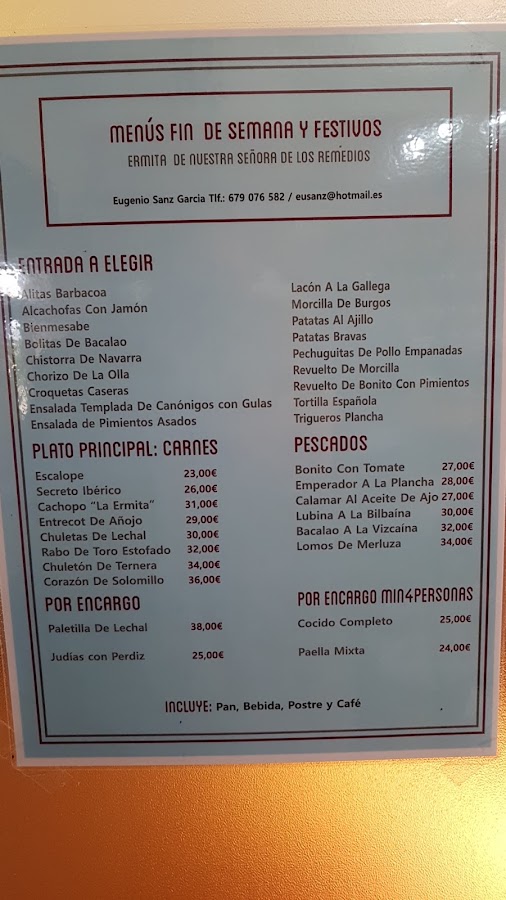 MENÚS FIN DE SEMANA Y FESTIVOS
ERMITA DE NUESTRA SEÑORA DE LOS REMEDIOS
Eugenio Sanz Garcia Tlf.: 679 076 582 / eusanz@hotmail.es
ENTRADA A ELEGIR
Alitas Barbacoa
Alcachofas Con Jamón
Bienmesabe
Bolitas De Bacalao
Chistorra De Navarra
Chorizo De La Olla
Croquetas Caseras
Ensalada Templada De Canónigos con Gulas
Ensalada de Pimientos Asados
Lacón A La Gallega
Morcilla De Burgos
Patatas Al Ajillo
Patatas Bravas
Pechuguitas De Pollo Empanadas
Revuelto De Morcilla
Revuelto De Bonito Con Pimientos
Tortilla Española
Trigueros Plancha
PLATO PRINCIPAL: CARNES
Escalope 23,00€
Secreto Ibérico 26,00€
Cachopo "La Ermita" 31,00€
Entrecot De Añojo 29,00€
Chuletas De Lechal 30,00€
Rabo De Toro Estofado 32,00€
Chuletón De Ternera 34,00€
Corazón De Solomillo 36,00€
PESCADOS
Bonito Con Tomate 27,00€
Emperador A La Plancha 28,00€
Calamar Al Aceite De Ajo 27,00€
Lubina A La Bilbaína 30,00€
Bacalao A La Vizcaína 32,00€
Lomos De Merluza 34,00€
POR ENCARGO
Paletilla De Lechal 38,00€
Judías con Perdiz 25,00€
POR ENCARGO MIN4PERSONAS
Cocido Completo 25,00€
Paella Mixta 24,00€
INCLUYE: Pan, Bebida, Postre y Café